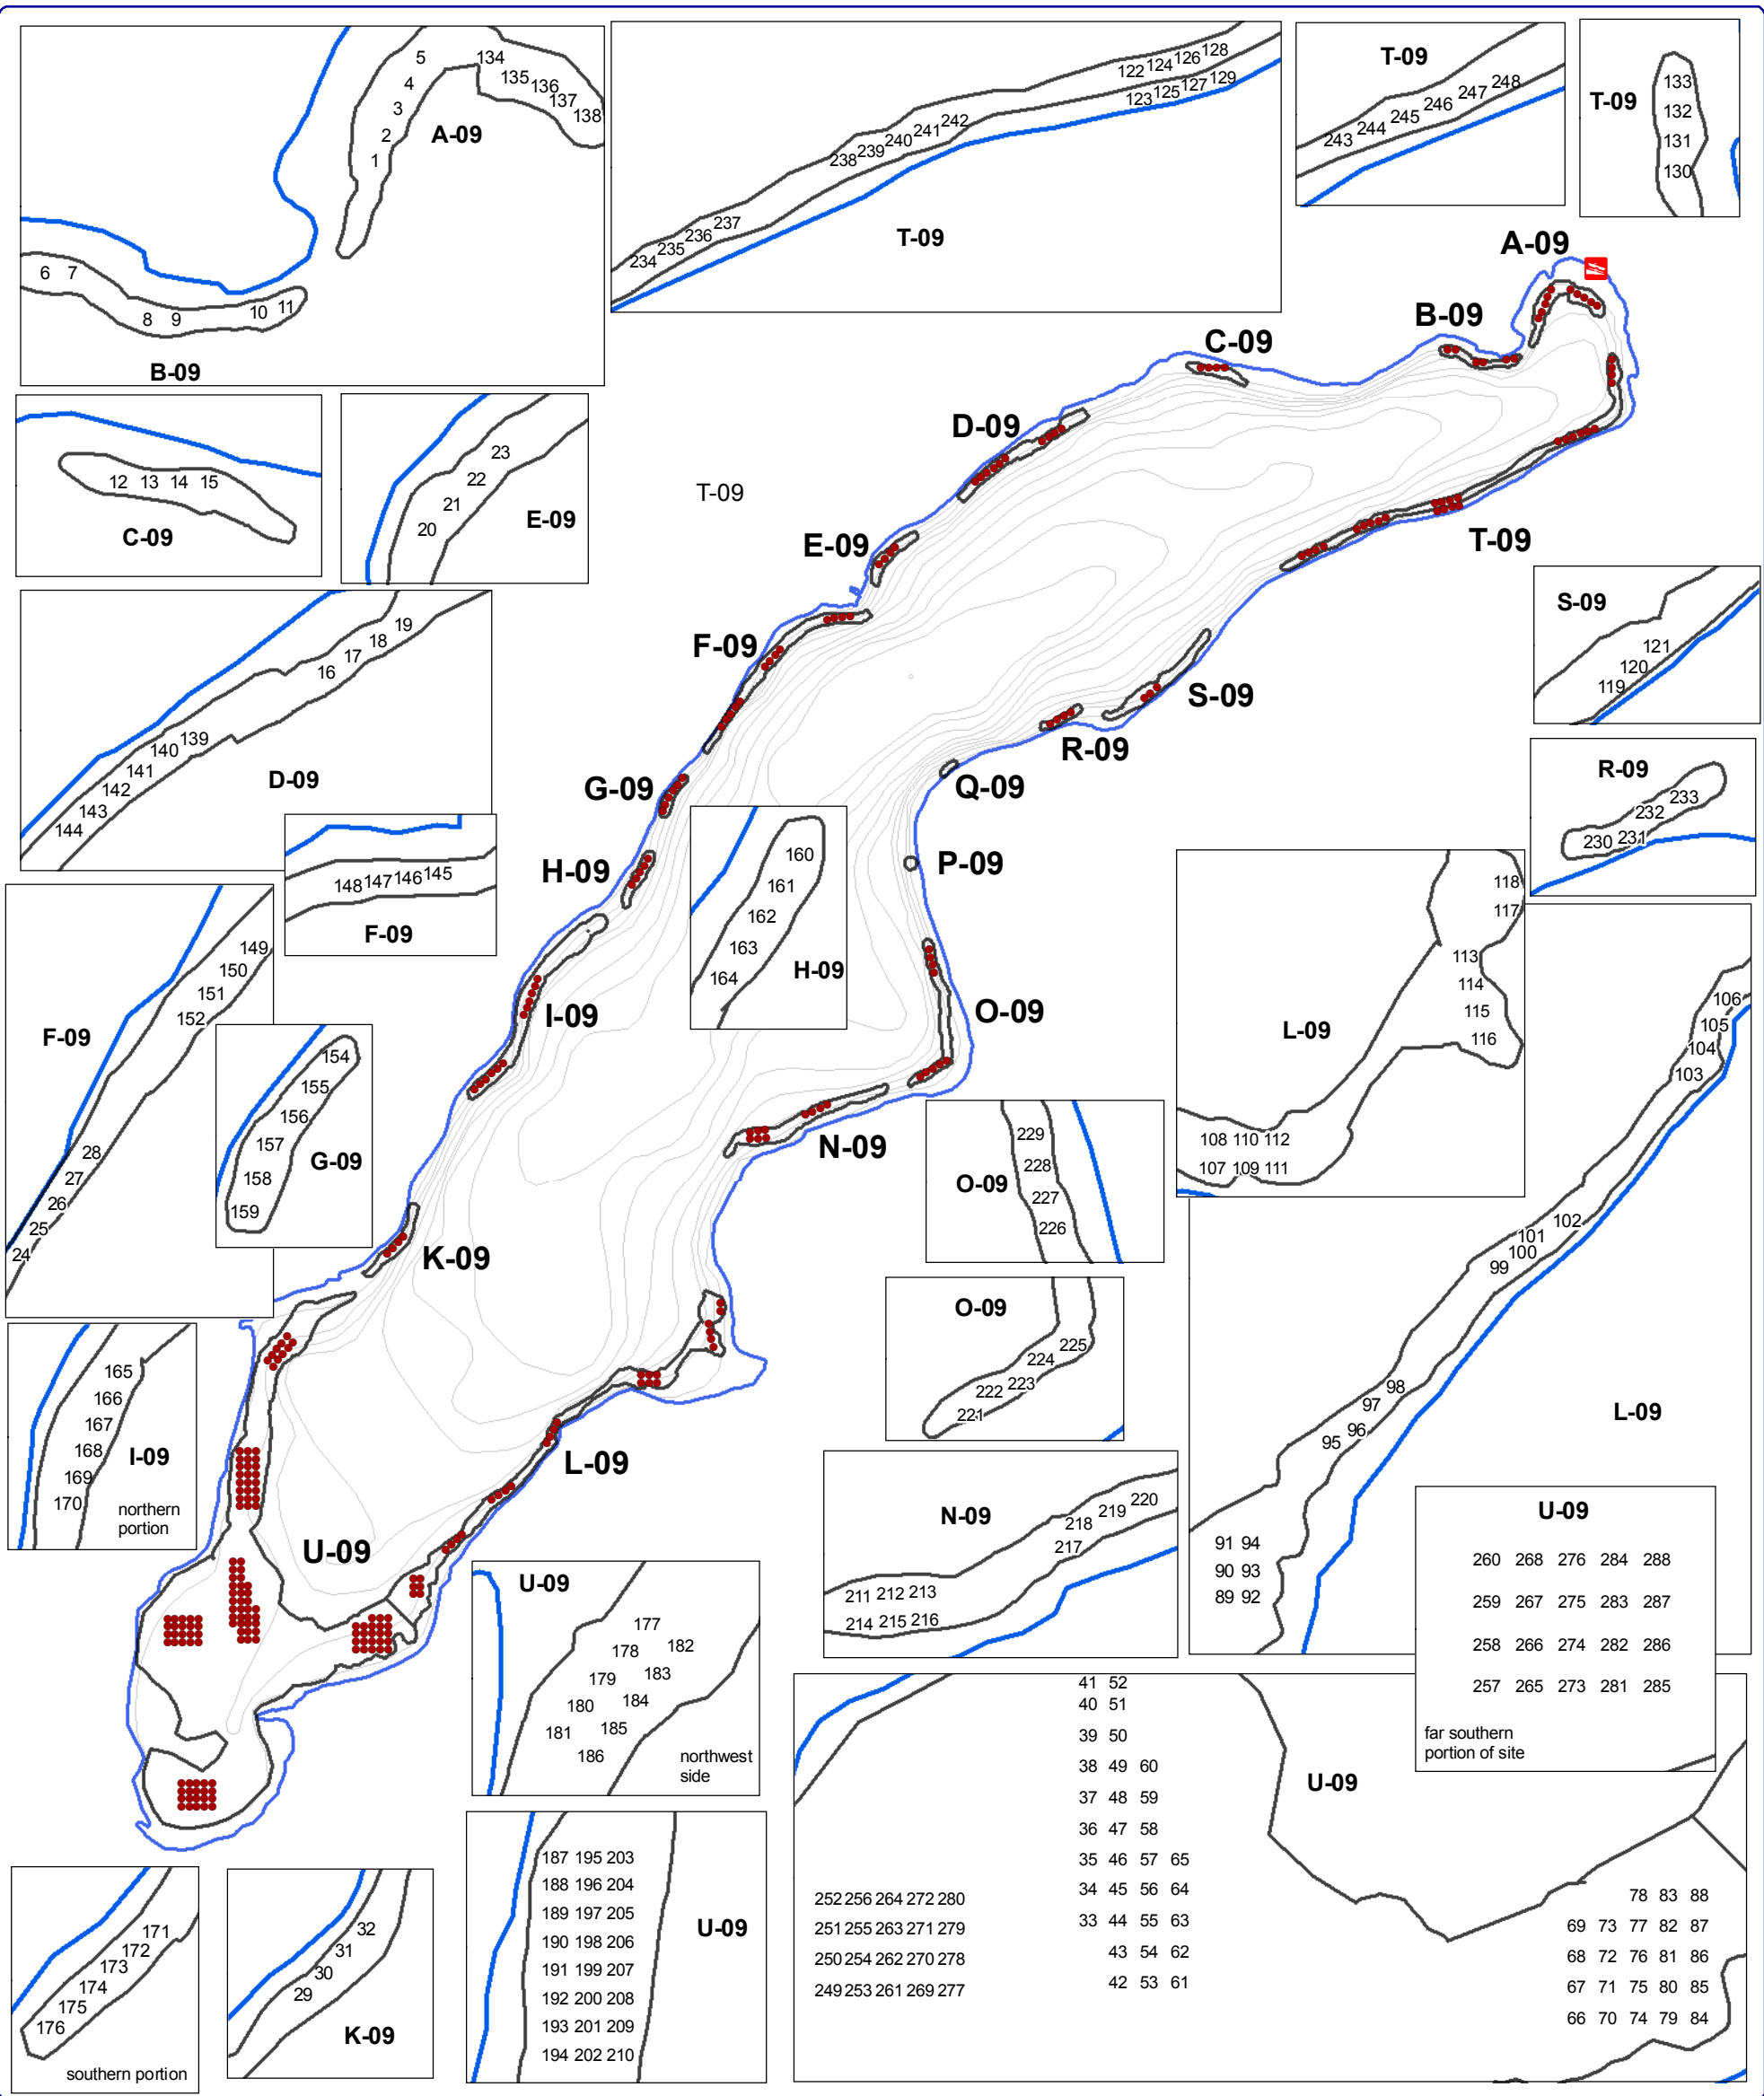 5
4
3
2
1
134
135
136
137
138
A-09
6 7
8 9
10 11
B-09
122 124 126 128
123 125 127 129
238 239 240 241 242
234 235 236 237
T-09
T-09
243 244 245 246 247 248
T-09
133
132
131
130
12 13 14 15
C-09
23
22
21
20
E-09
T-09
A-09
B-09
C-09
D-09
E-09
F-09
G-09
H-09
I-09
K-09
U-09
L-09
N-09
O-09
P-09
Q-09
R-09
S-09
T-09
19
18
17
16
140 139
141
142
143
144
D-09
148 147 146 145
F-09
F-09
149
150
151
152
28
27
26
25
24
154
155
156
157
158
159
G-09
160
161
162
163
164
H-09
S-09
121
120
119
R-09
233
232
230 231
118
117
113
114
115
116
L-09
108 110 112
107 109 111
106
105
104
103
102
101
100
99
98
97
96
95
L-09
91 94
90 93
89 92
165
166
167
168
169
170
I-09
northern
portion
229
228
227
226
O-09
O-09
225
224
223
222
221
N-09
220
219
218
217
211 212 213
214 215 216
U-09
260 268 276 284 288
259 267 275 283 287
258 266 274 282 286
257 265 273 281 285
far southern
portion of site
U-09
177
178 182
179 183
180 184
181 185
186
northwest
side
171
172
173
174
175
176
southern portion
32
31
30
29
K-09
187 195 203
188 196 204
189 197 205
190 198 206
191 199 207
192 200 208
193 201 209
194 202 210
U-09
41 52
40 51
39 50
38 49 60
37 48 59
36 47 58
35 46 57 65
34 45 56 64
33 44 55 63
43 54 62
42 53 61
U-09
252 256 264 272 280
251 255 263 271 279
250 254 262 270 278
249 253 261 269 277
78 83 88
69 73 77 82 87
68 72 76 81 86
67 71 75 80 85
66 70 74 79 84